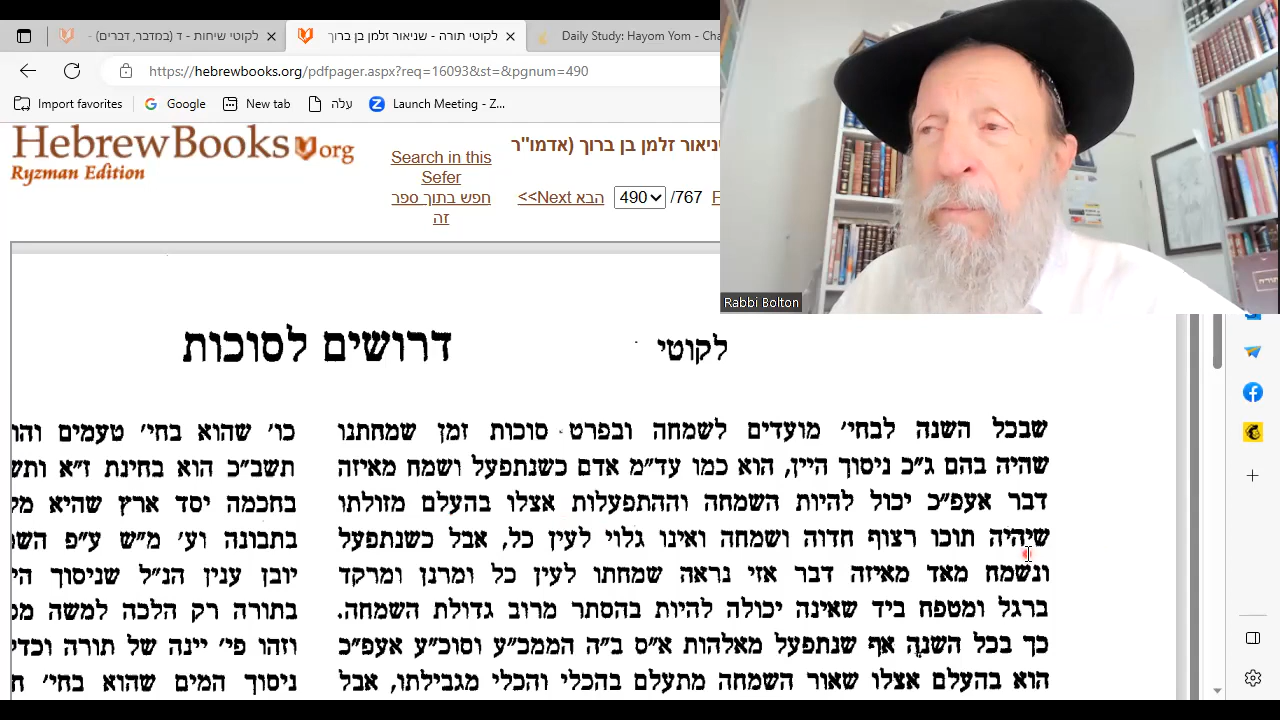 לקוטי שיחות - ד (במדבר, דברים) -
לקוטי תורה - שניאור זלמן בן ברוך
Daily Study: Hayom Yom - Cha
https://hebrewbooks.org/pdfpager.aspx?req=16093&st=&pgnum=490
Import favorites
Google
New tab
עלה
Launch Meeting - Z...
HebrewBooks.org
Ryzman Edition
Search in this
Sefer
חפש בתוך ספר
זה
שניאור זלמן בן ברוך (אדמו"ר
<<Next הבא
490
/767
Rabbi Bolton
לקוטי
דרושים לסוכות
שבכל השנה לבחי׳ מועדים לשמחה ובפרט סוכות זמן שמחתנו
שהיה בהם ג״כ ניסוך היין, הוא כמו עד״מ אדם כשנתפעל ושמח מאיזה
דבר אעפ״כ יכול להיות השמחה וההתפעלות אצלו בהעלם מזולתו
שיהיה תוכו רצוף חדוה ושמחה ואינו גלוי לעין כל, אבל כשנתפעל
ונשמח מאד מאיזה דבר אזי נראה שמחתו לעין כל ומרנן ומרקד
ברגל ומטפח ביד שאינה יכולה להיות בהסתר מרוב גדולת השמחה.
כך בכל השנה אף שנתפעל מאלהות א״ס ב״ה הממכ״ע וסוכ״ע אעפ״כ
הוא בהעלם אצלו שאור השמחה מתעלם בהכלי והכלי מגבילתו, אבל
כו׳ שהוא בחי׳ טעמים
תשב״כ הוא בחינת ז״א
בחכמה יסד ארץ שהיא
בתבונה וע׳ מ״ש ע״פ
יובן ענין הנ״ל שניסוך
בתורה רק הלכה למשה
וזהו פי׳ יינה של תורה
ניסוך המים שהוא בחי׳